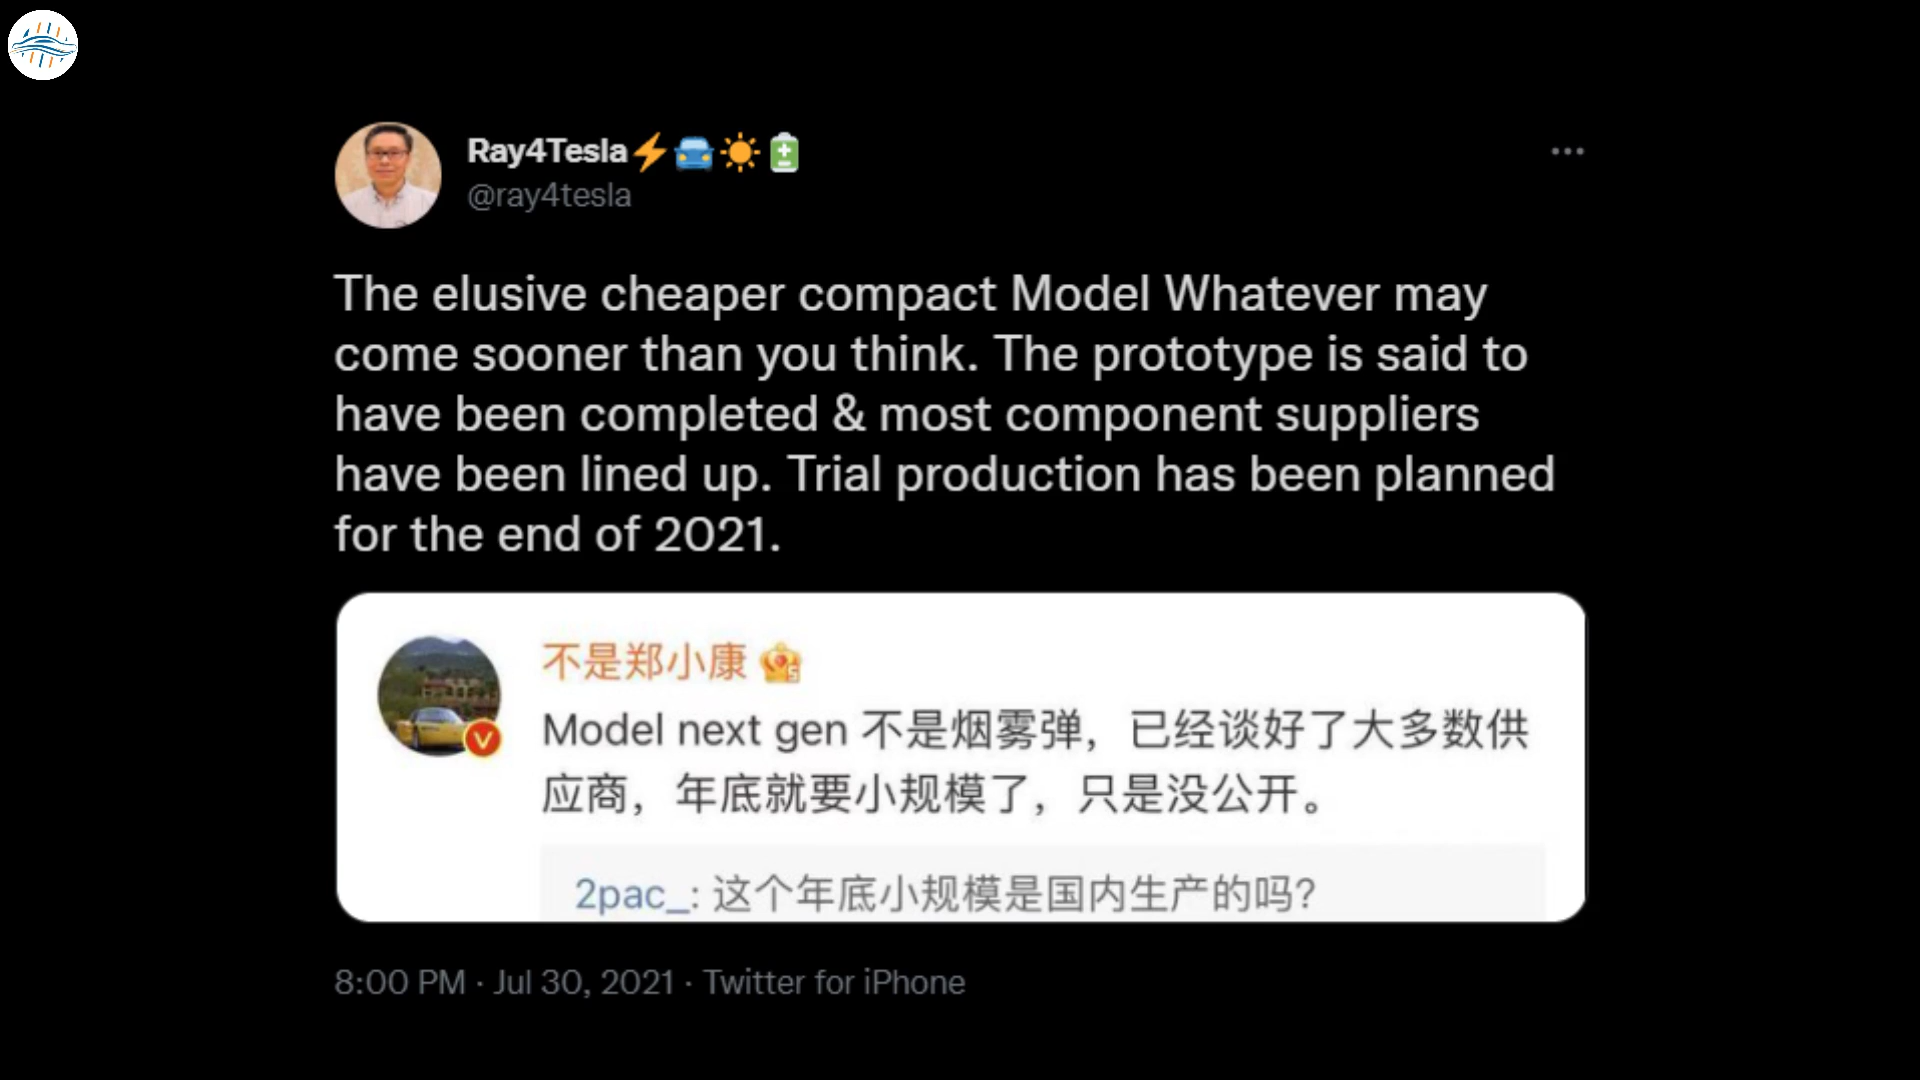 Ray4Tesla⚡🚘☀🔋
@ray4tesla
The elusive cheaper compact Model Whatever may
come sooner than you think. The prototype is said to
have been completed & most component suppliers
have been lined up. Trial production has been planned
for the end of 2021.
不是郑小康
Model next gen 不是烟雾弹，已经谈好了大多数供
应商，年底就要小规模了，只是没公开。
2pac_: 这个年底小规模是国内生产的吗?
8:00 PM · Jul 30, 2021 · Twitter for iPhone